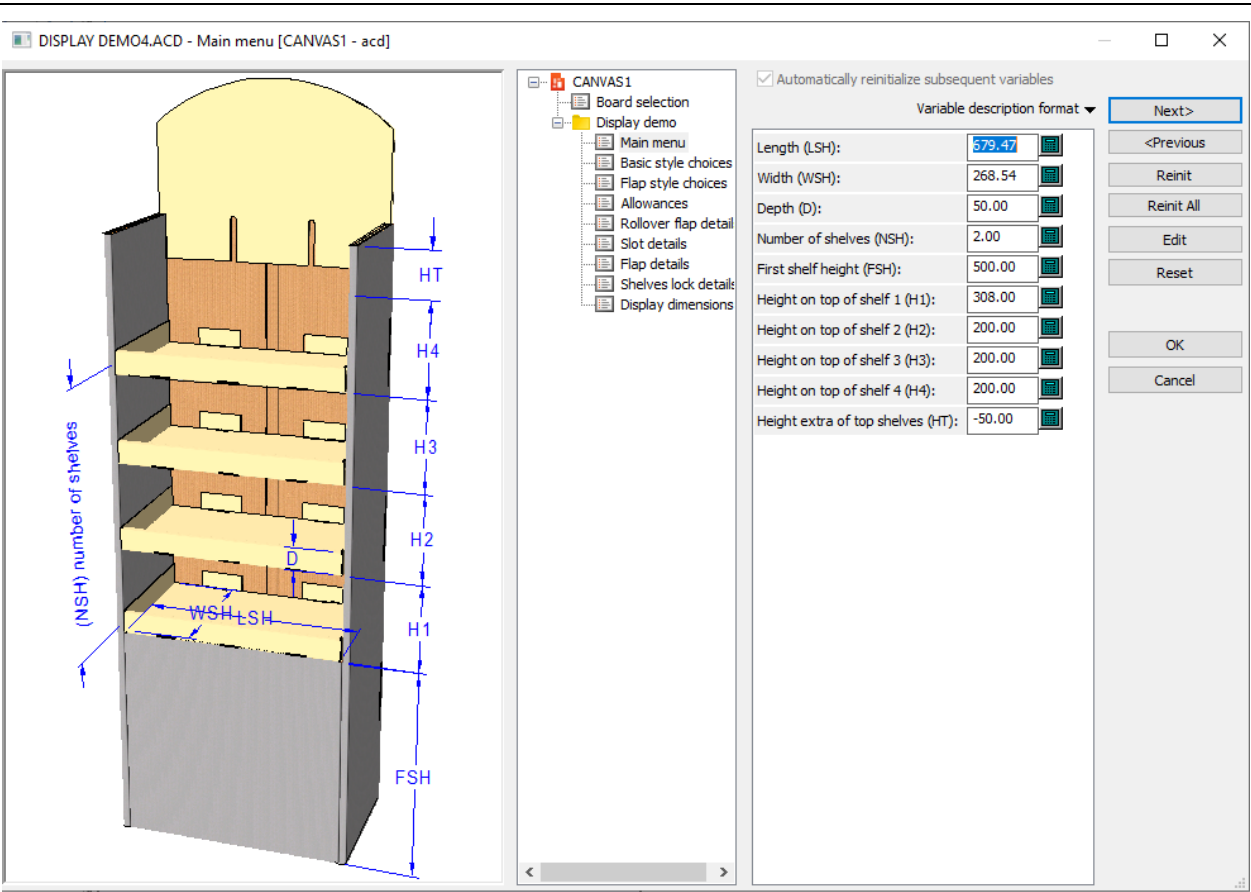 DISPLAY DEMO4.ACD - Main menu [CANVAS1 - acd]
HT
H4
H3
H2
D
WSH
LSH
H1
FSH
(NSH) number of shelves
CANVAS1
Board selection
Display demo
Main menu
Basic style choices
Flap style choices
Allowances
Rollover flap detail
Slot details
Flap details
Shelves lock details
Display dimensions
Automatically reinitialize subsequent variables
Variable description format
Length (LSH): 679.47
Width (WSH): 268.54
Depth (D): 50.00
Number of shelves (NSH): 2.00
First shelf height (FSH): 500.00
Height on top of shelf 1 (H1): 308.00
Height on top of shelf 2 (H2): 200.00
Height on top of shelf 3 (H3): 200.00
Height on top of shelf 4 (H4): 200.00
Height extra of top shelves (HT): -50.00
Next>
<Previous
Reinit
Reinit All
Edit
Reset
OK
Cancel